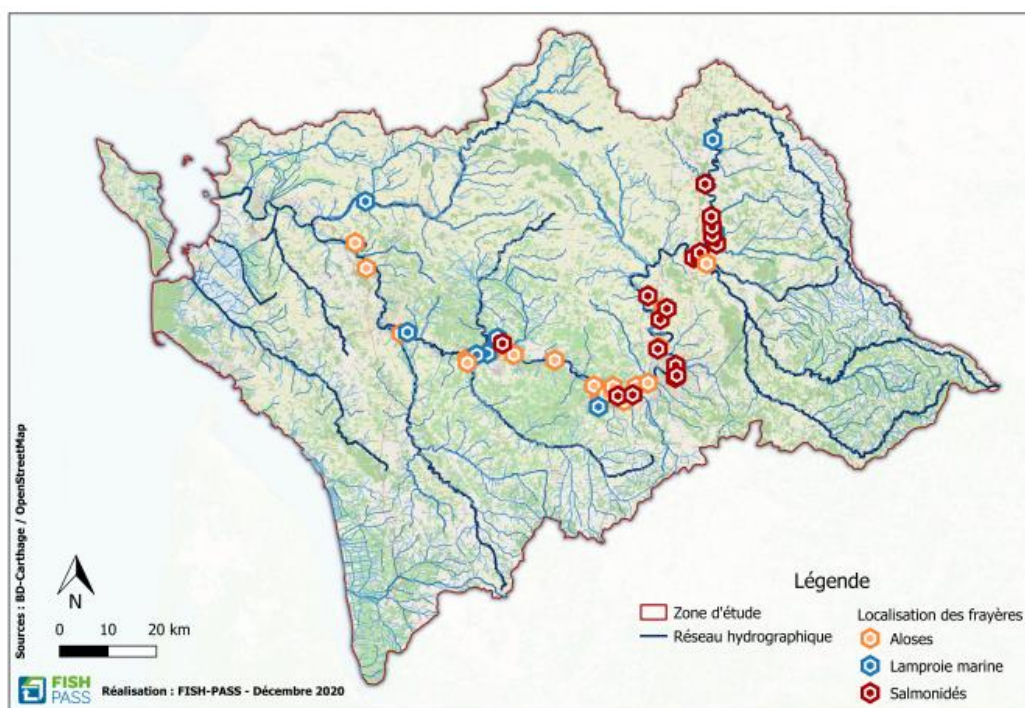 Sources : BD-Carthage / OpenStreetMap
N
0 10 20 km
FISH
PASS
Réalisation : FISH-PASS - Décembre 2020
Légende
Zone d'étude
Réseau hydrographique
Localisation des frayères
Aloses
Lamproie marine
Salmonidés